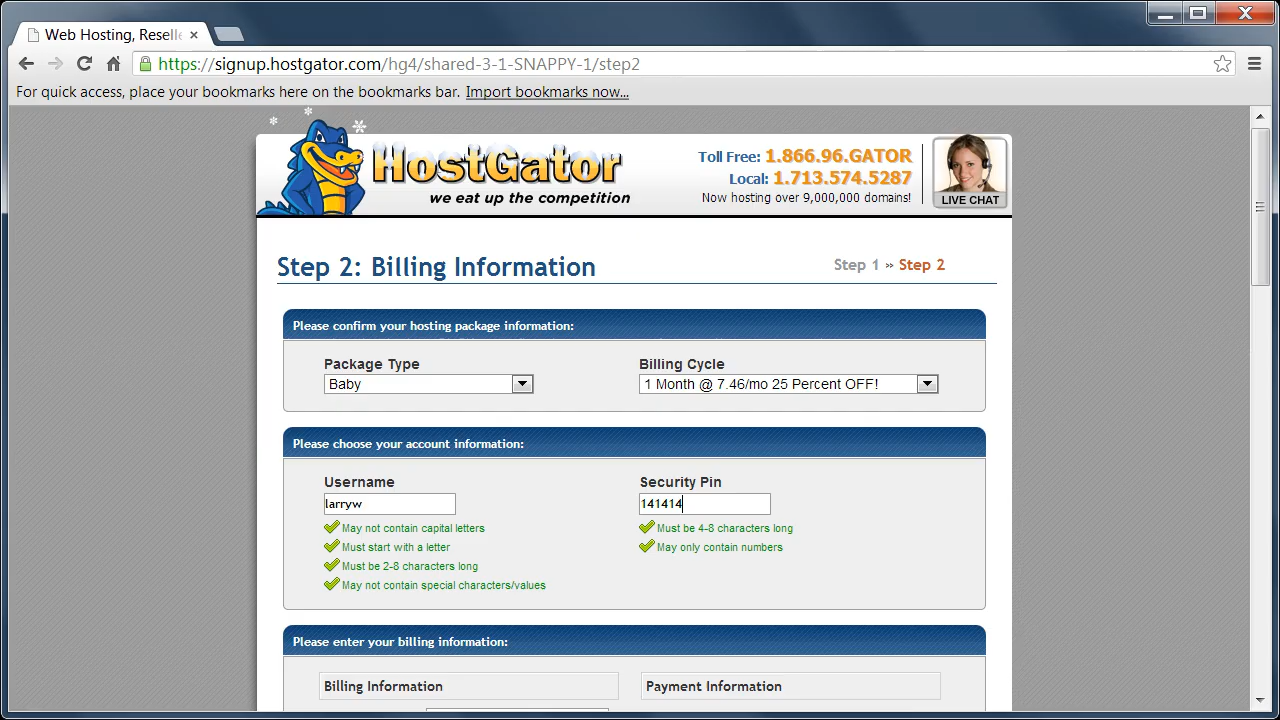 Web Hosting, Reselle
https://signup.hostgator.com/hg4/shared-3-1-SNAPPY-1/step2
For quick access, place your bookmarks here on the bookmarks bar. Import bookmarks now...
HostGator
we eat up the competition
Toll Free: 1.866.96.GATOR
Local: 1.713.574.5287
Now hosting over 9,000,000 domains!
LIVE CHAT
Step 2: Billing Information
Step 1 » Step 2
Please confirm your hosting package information:
Package Type
Billing Cycle
Baby
1 Month @ 7.46/mo 25 Percent OFF!
Please choose your account information:
Username
Security Pin
larryw
141414
May not contain capital letters
Must be 4-8 characters long
Must start with a letter
May only contain numbers
Must be 2-8 characters long
May not contain special characters/values
Please enter your billing information:
Billing Information
Payment Information